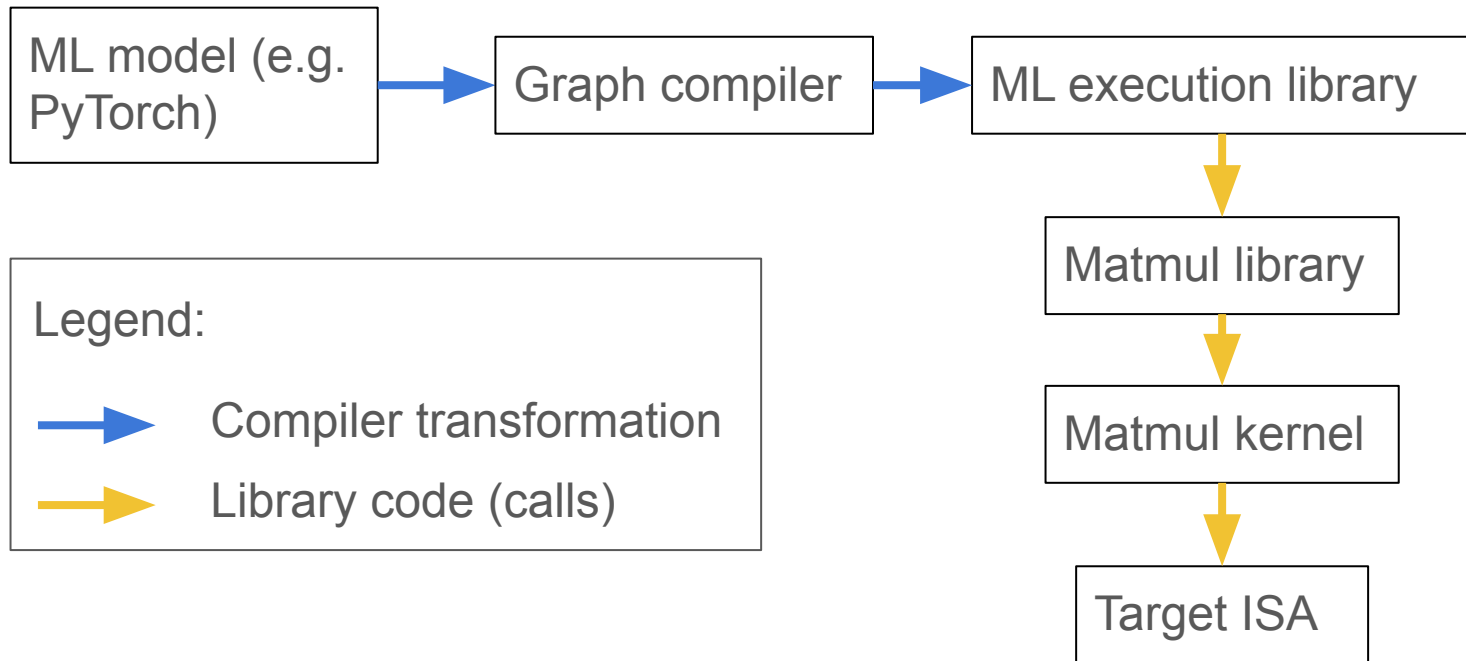 ML model (e.g.
PyTorch)
Graph compiler
ML execution library
Matmul library
Matmul kernel
Target ISA
Legend:
Compiler transformation
Library code (calls)